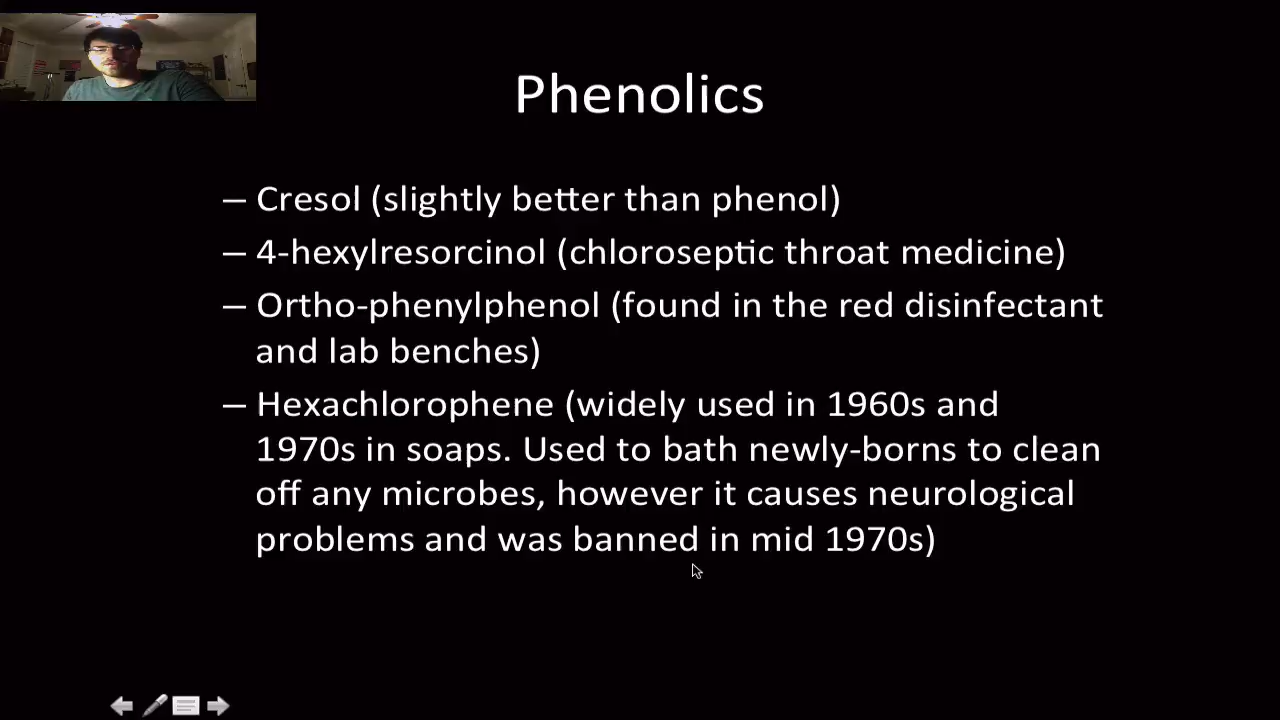 Phenolics
– Cresol (slightly better than phenol)
– 4-hexylresorcinol (chloroseptic throat medicine)
– Ortho-phenylphenol (found in the red disinfectant
and lab benches)
– Hexachlorophene (widely used in 1960s and
1970s in soaps. Used to bath newly-borns to clean
off any microbes, however it causes neurological
problems and was banned in mid 1970s)